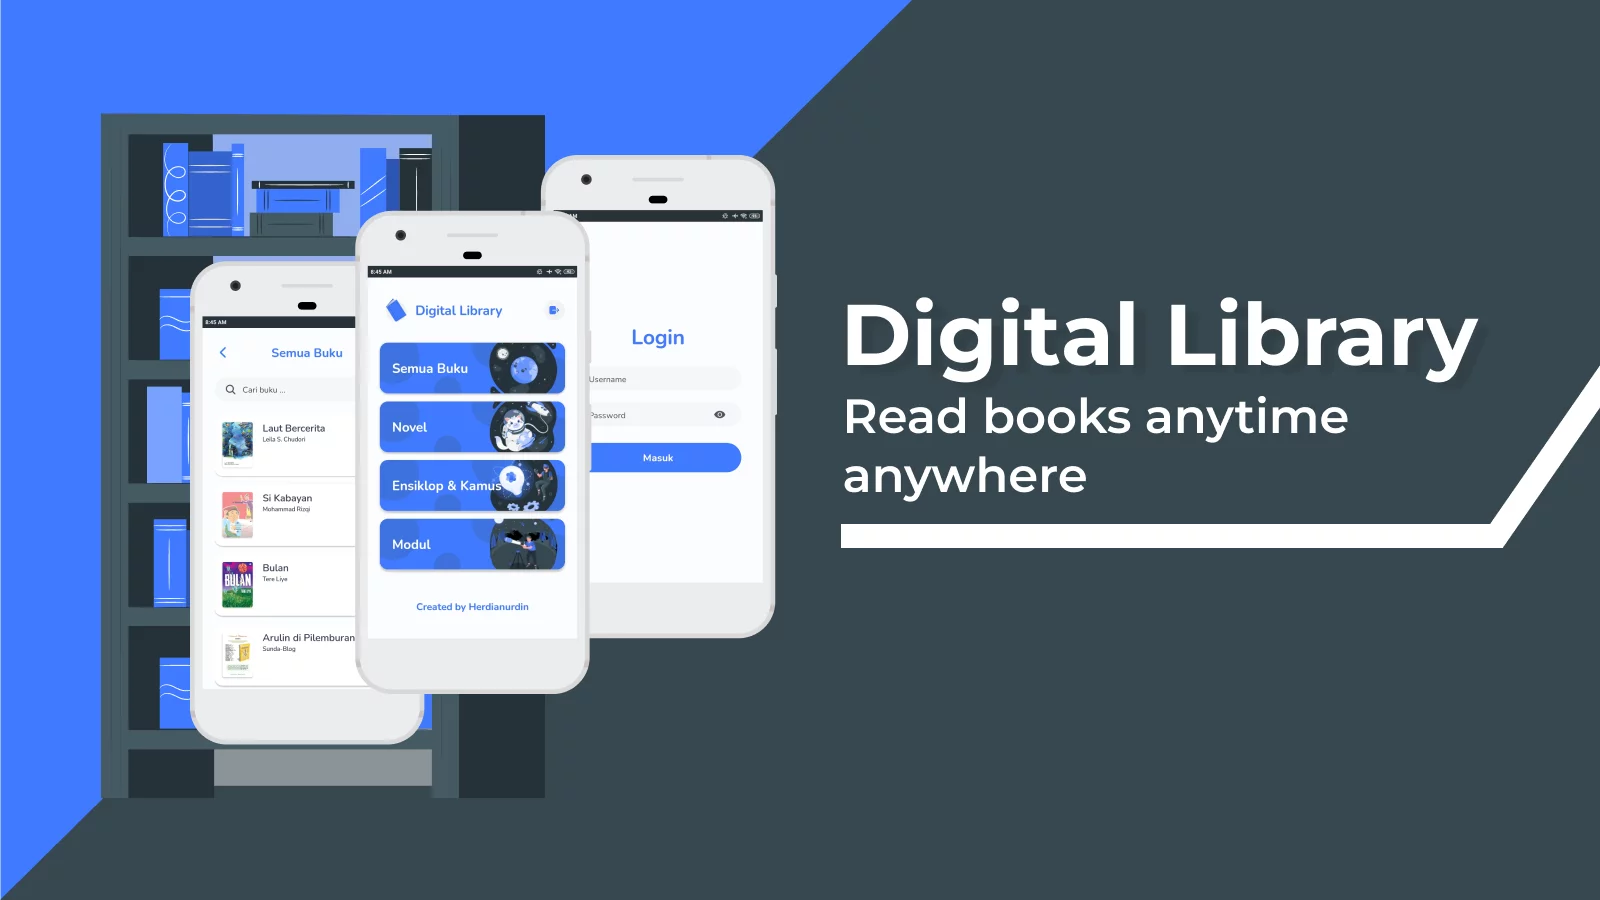 Digital Library
Read books anytime
anywhere
8:45 AM
Semua Buku
Cari buku ...
Laut Bercerita
Leila S. Chudori
Si Kabayan
Mohammad Rizqi
BULAN
Bulan
Tere Liye
Arulin di Pilemburan
Sunda-Blog
8:45 AM
Digital Library
Semua Buku
Novel
Ensiklop & Kamus
Modul
Created by Herdianurdin
AM
Login
Username
Password
Masuk